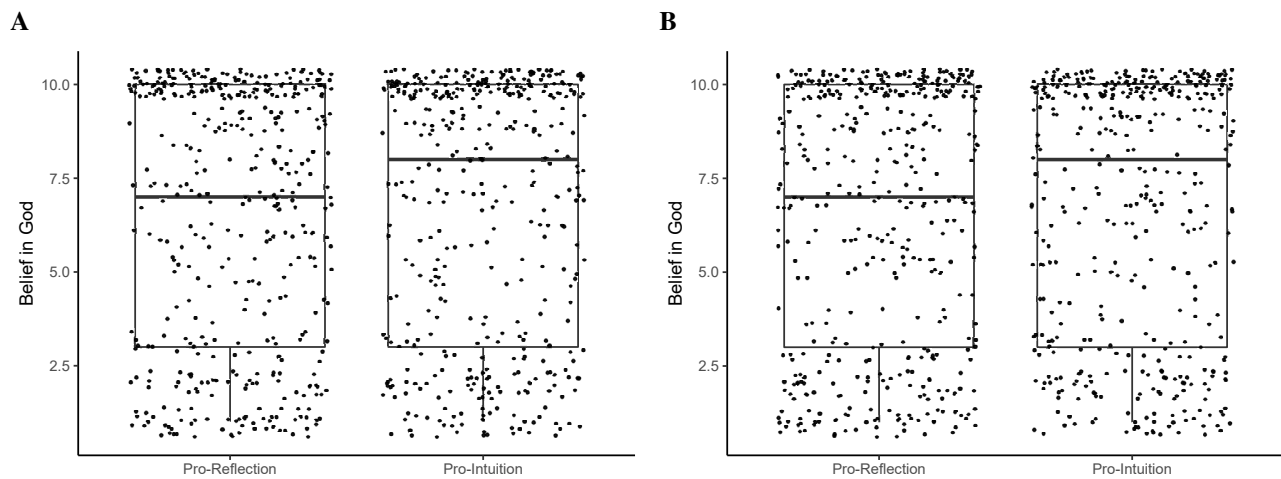 A
Belief in God
10.0
7.5
5.0
2.5
Pro-Reflection
Pro-Intuition
B
Belief in God
10.0
7.5
5.0
2.5
Pro-Reflection
Pro-Intuition